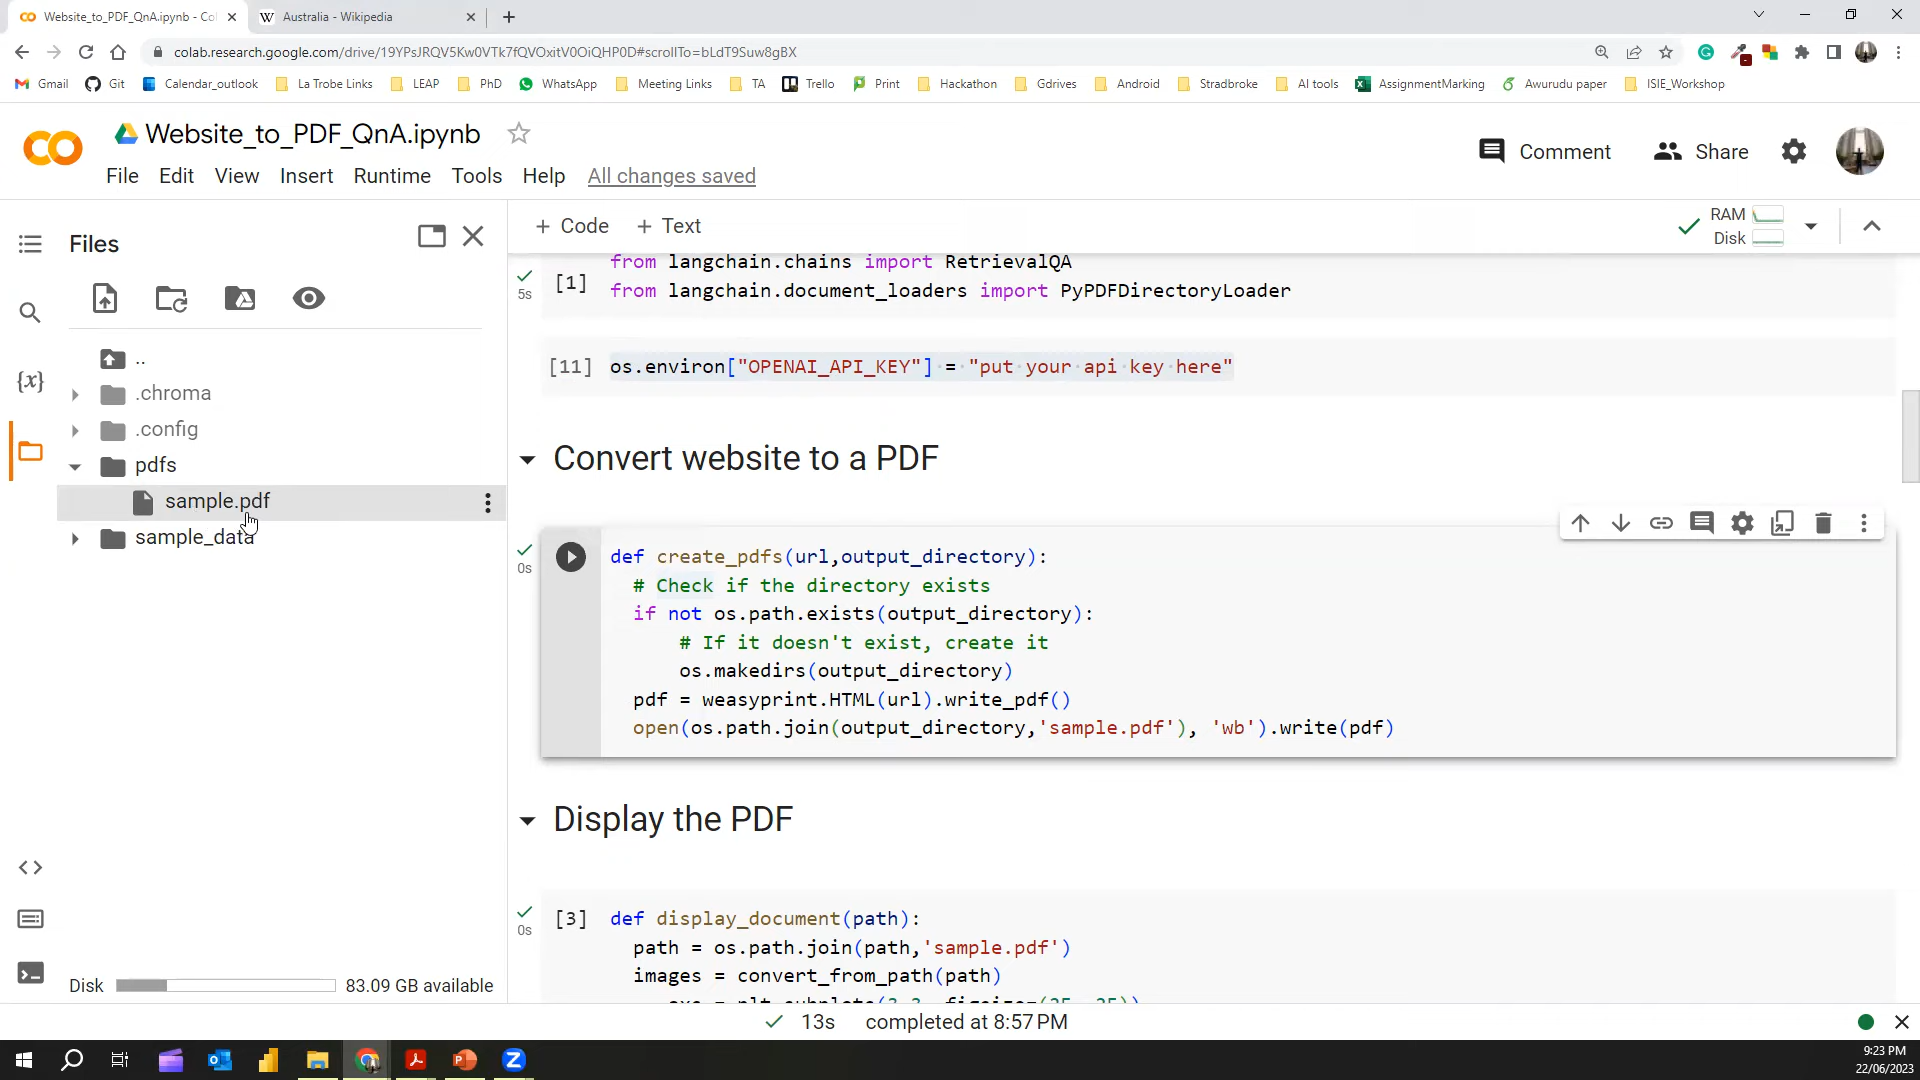 Website_to_PDF_QnA.ipynb - Co
Australia - Wikipedia
colab.research.google.com/drive/19YPsJRQV5Kw0VTk7fQVOxitV0OiQHP0D#scrollTo=bLdT9Suw8gBX
Gmail Git Calendar_outlook La Trobe Links LEAP PhD WhatsApp Meeting Links TA Trello Print Hackathon Gdrives Android Stradbroke AI tools AssignmentMarking Awurudu paper ISIE_Workshop
Website_to_PDF_QnA.ipynb
Comment Share
File Edit View Insert Runtime Tools Help All changes saved
Files
+ Code + Text
RAM
Disk
..
.chroma
.config
pdfs
sample.pdf
sample_data
Disk 83.09 GB available
from langchain.chains import RetrievalQA
[1]
5s
from langchain.document_loaders import PyPDFDirectoryLoader
[11] os.environ["OPENAI_API_KEY"] = "put your api key here"
Convert website to a PDF
0s
def create_pdfs(url,output_directory):
# Check if the directory exists
if not os.path.exists(output_directory):
# If it doesn't exist, create it
os.makedirs(output_directory)
pdf = weasyprint.HTML(url).write_pdf()
open(os.path.join(output_directory,'sample.pdf'), 'wb').write(pdf)
Display the PDF
[3] def display_document(path):
0s
path = os.path.join(path,'sample.pdf')
images = convert_from_path(path)
13s completed at 8:57 PM
9:23 PM
22/06/2023